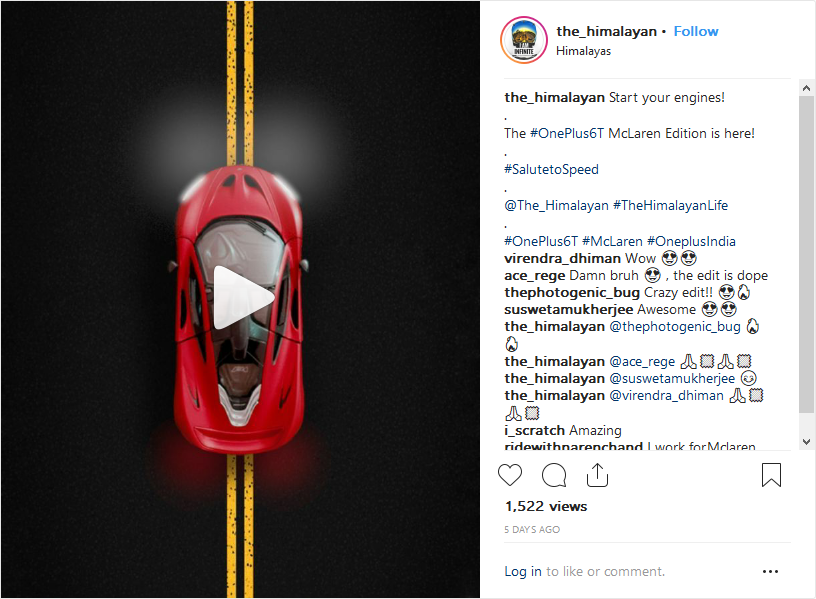 the_himalayan • Follow
I AM
INFINITE
Himalayas
the_himalayan Start your engines!
.
The #OnePlus6T McLaren Edition is here!
.
#SalutetoSpeed
.
@The_Himalayan #TheHimalayanLife
.
#OnePlus6T #McLaren #OneplusIndia
virendra_dhiman Wow 😍😍
ace_rege Damn bruh 😍 , the edit is dope
thephotogenic_bug Crazy edit!! 😍🔥
suswetamukherjee Awesome 😍😍
the_himalayan @thephotogenic_bug 🔥
🔥
the_himalayan @ace_rege 🙏🏻🙏🏼
the_himalayan @suswetamukherjee 😊
the_himalayan @virendra_dhiman 🙏🏼
🙏🏼
i_scratch Amazing
ridewithnarenchand I work forMclaren
1,522 views
5 DAYS AGO
Log in to like or comment.